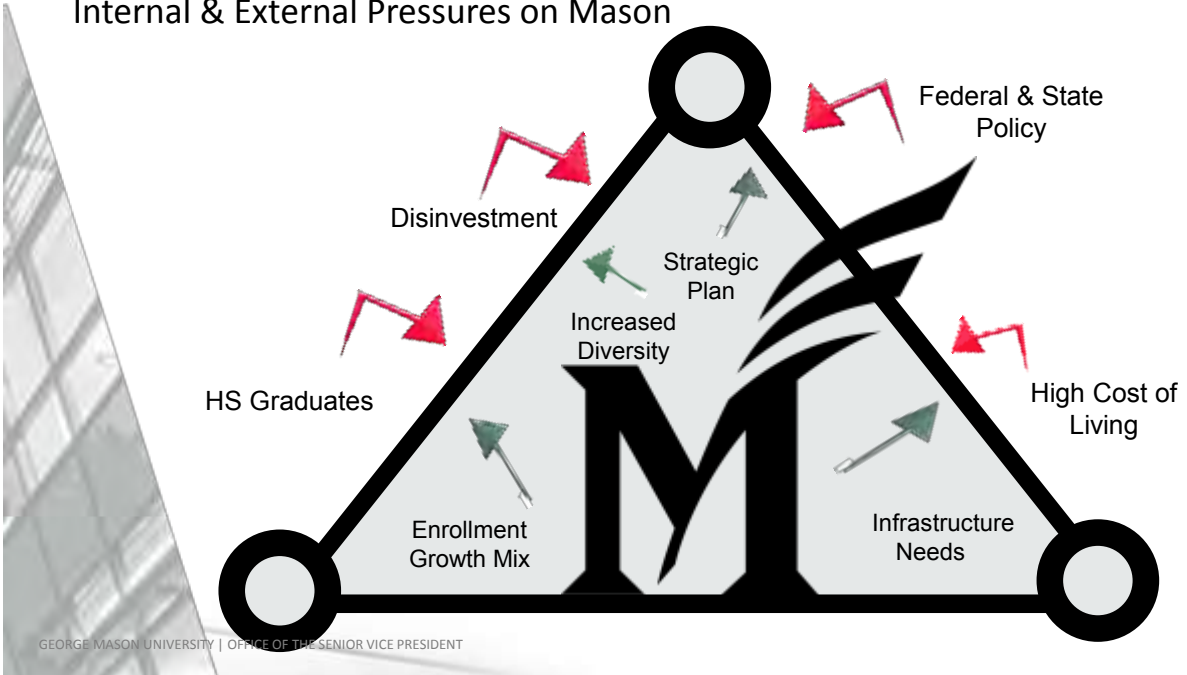 Internal & External Pressures on Mason
Federal & State
Policy
Disinvestment
Strategic
Plan
Increased
Diversity
HS Graduates
High Cost of
Living
Enrollment
Growth Mix
Infrastructure
Needs
M
GEORGE MASON UNIVERSITY | OFFICE OF THE SENIOR VICE PRESIDENT